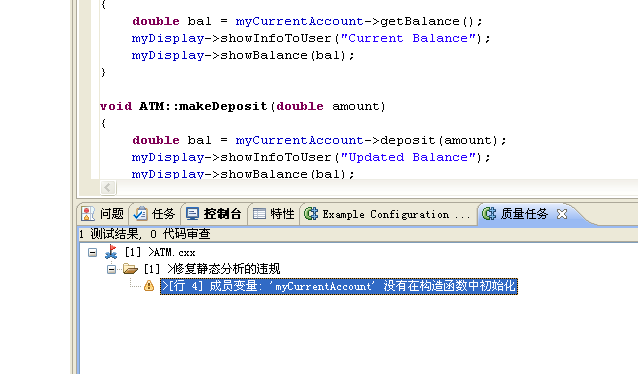 {
double bal = myCurrentAccount->getBalance();
myDisplay->showInfoToUser("Current Balance");
myDisplay->showBalance(bal);
}
void ATM::makeDeposit(double amount)
{
double bal = myCurrentAccount->deposit(amount);
myDisplay->showInfoToUser("Updated Balance");
myDisplay->showBalance(bal);
问题 任务 控制台 特性 Example Configuration ... 质量任务
1 测试结果, 0 代码审查
[1] >ATM.cxx
[1] >修复静态分析的违规
>[行 4] 成员变量: 'myCurrentAccount' 没有在构造函数中初始化